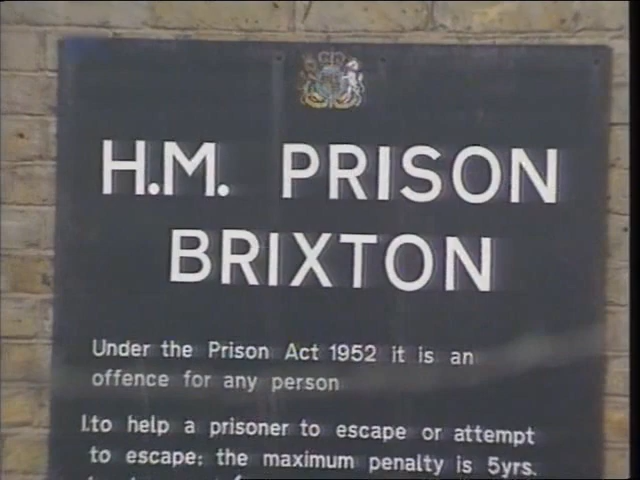 H.M. PRISON
BRIXTON
Under the Prison Act 1952 it is an
offence for any person
1.to help a prisoner to escape or attempt
to escape: the maximum penalty is 5yrs.